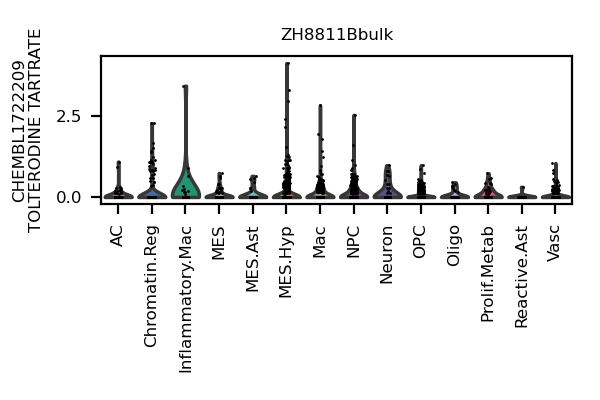 ZH8811Bbulk
CHEMBL1722209
TOLTERODINE TARTRATE
2.5
0.0
AC
Chromatin.Reg
Inflammatory.Mac
MES
MES.Ast
MES.Hyp
Mac
NPC
Neuron
OPC
Oligo
Prolif.Metab
Reactive.Ast
Vasc